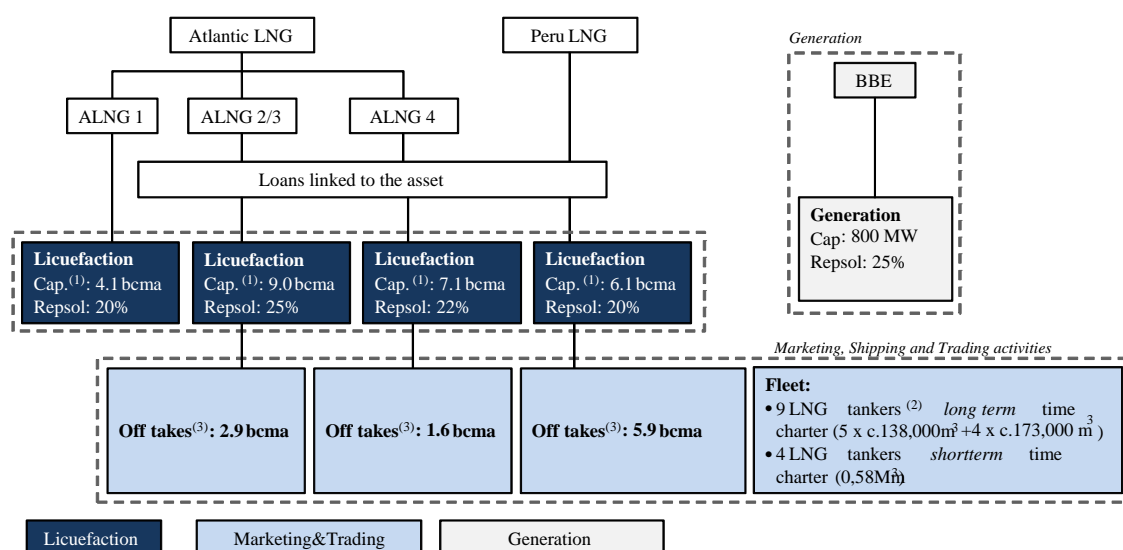 Atlantic LNG
Peru LNG
Generation
BBE
ALNG 1
ALNG 2/3
ALNG 4
Loans linked to the asset
Generation
Cap: 800 MW
Repsol: 25%
Licuefaction
Cap.(1): 4.1 bcma
Repsol: 20%
Licuefaction
Cap.(1): 9.0 bcma
Repsol: 25%
Licuefaction
Cap.(1): 7.1 bcma
Repsol: 22%
Licuefaction
Cap.(1): 6.1 bcma
Repsol: 20%
Marketing, Shipping and Trading activities
Off takes(3): 2.9 bcma
Off takes(3): 1.6 bcma
Off takes(3): 5.9 bcma
Fleet:
• 9 LNG tankers (2) long term time
charter (5 x c.138,000m3 +4 x c.173,000 m3 )
• 4 LNG tankers shortterm time
charter (0,58Mm3)
Licuefaction
Marketing&Trading
Generation